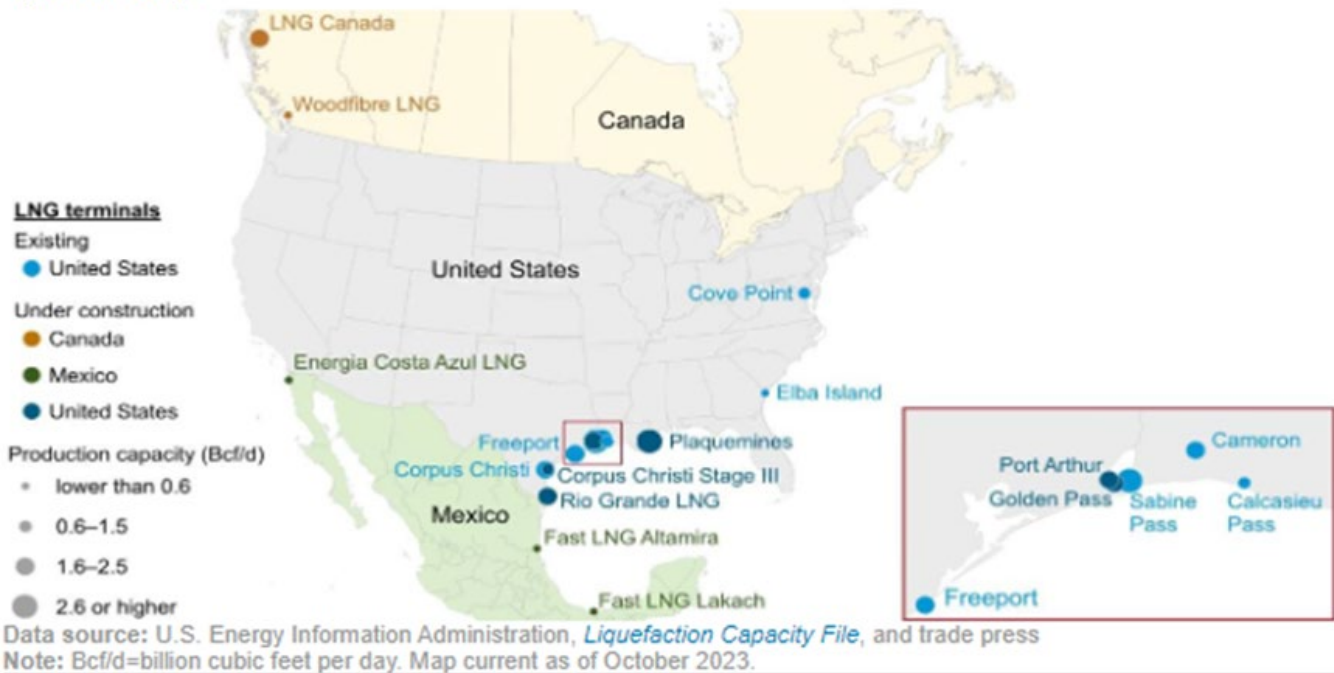 LNG Canada
Woodfibre LNG
Canada
LNG terminals
Existing
United States
Under construction
Canada
Mexico
United States
Production capacity (Bcf/d)
lower than 0.6
0.6–1.5
1.6–2.5
2.6 or higher
United States
Cove Point
Energia Costa Azul LNG
Elba Island
Freeport
Plaquemines
Corpus Christi
Corpus Christi Stage III
Rio Grande LNG
Mexico
Fast LNG Altamira
Fast LNG Lakach
Cameron
Port Arthur
Golden Pass
Sabine
Pass
Calcasieu
Pass
Freeport
Data source: U.S. Energy Information Administration, Liquefaction Capacity File, and trade press
Note: Bcf/d=billion cubic feet per day. Map current as of October 2023.